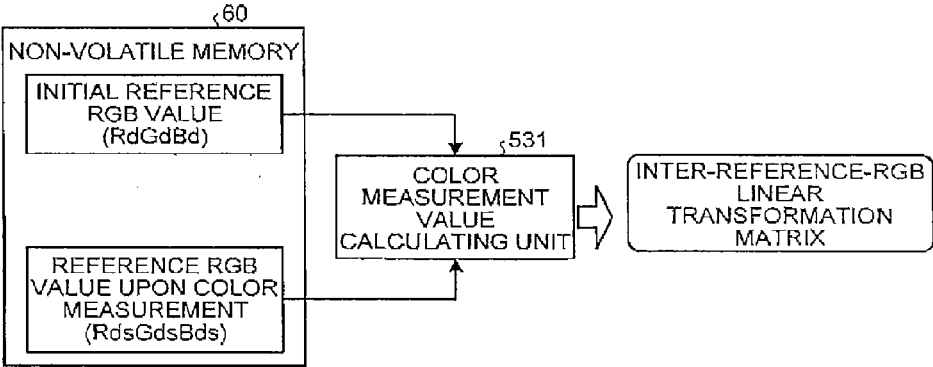 60
NON-VOLATILE MEMORY
INITIAL REFERENCE
RGB VALUE
(RdGdBd)
531
COLOR
MEASUREMENT
VALUE
CALCULATING UNIT
INTER-REFERENCE-RGB
LINEAR
TRANSFORMATION
MATRIX
REFERENCE RGB
VALUE UPON COLOR
MEASUREMENT
(RdsGdsBds)